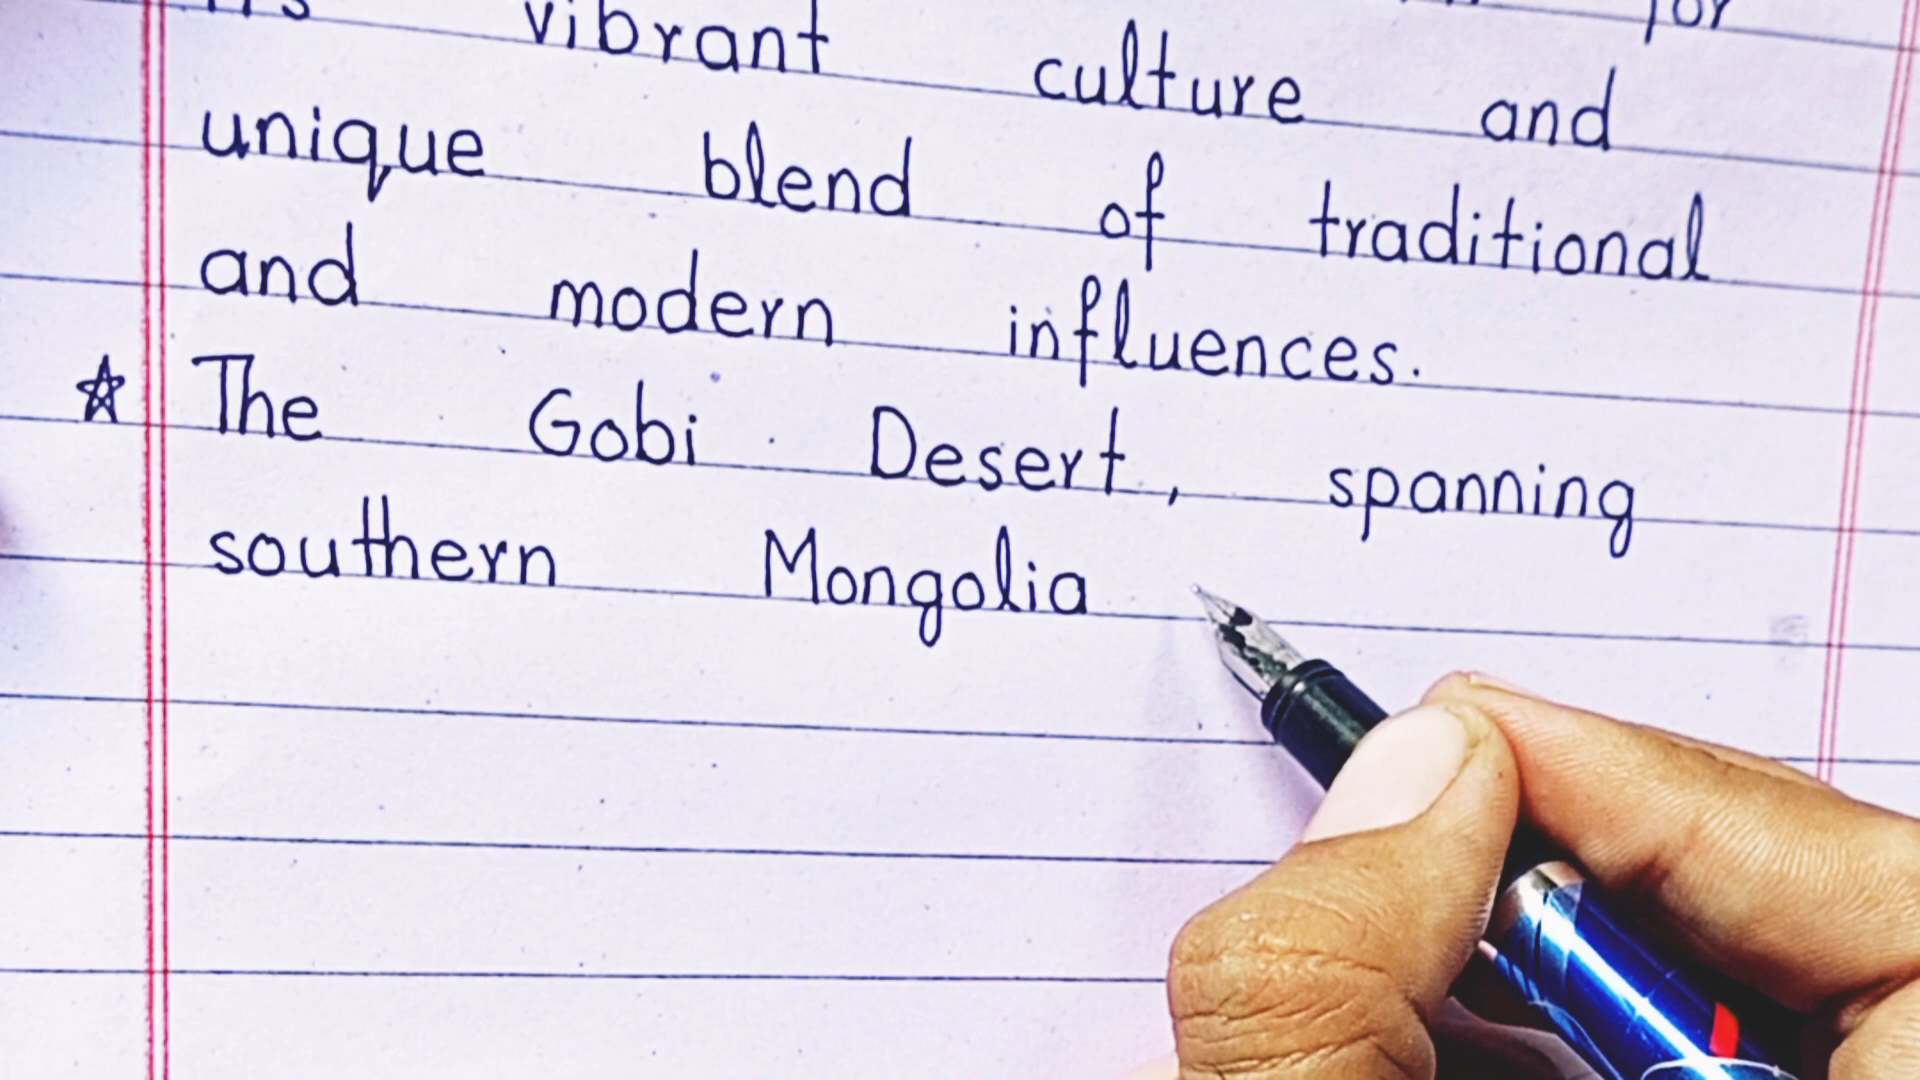 vibrant culture and
unique blend of traditional
and modern influences.
☆ The Gobi Desert, spanning
southern Mongolia